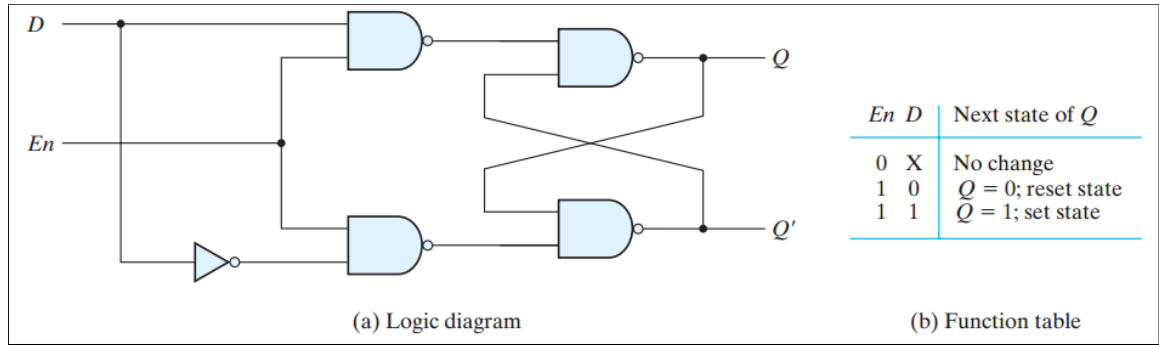 D
En
Q
Q'
(a) Logic diagram
En D Next state of Q
0 X No change
1 0 Q = 0; reset state
1 1 Q = 1; set state
(b) Function table